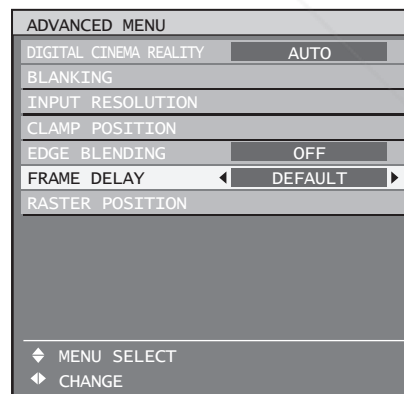 ADVANCED MENU
DIGITAL CINEMA REALITY AUTO
BLANKING
INPUT RESOLUTION
CLAMP POSITION
EDGE BLENDING OFF
FRAME DELAY DEFAULT
RASTER POSITION
MENU SELECT
CHANGE